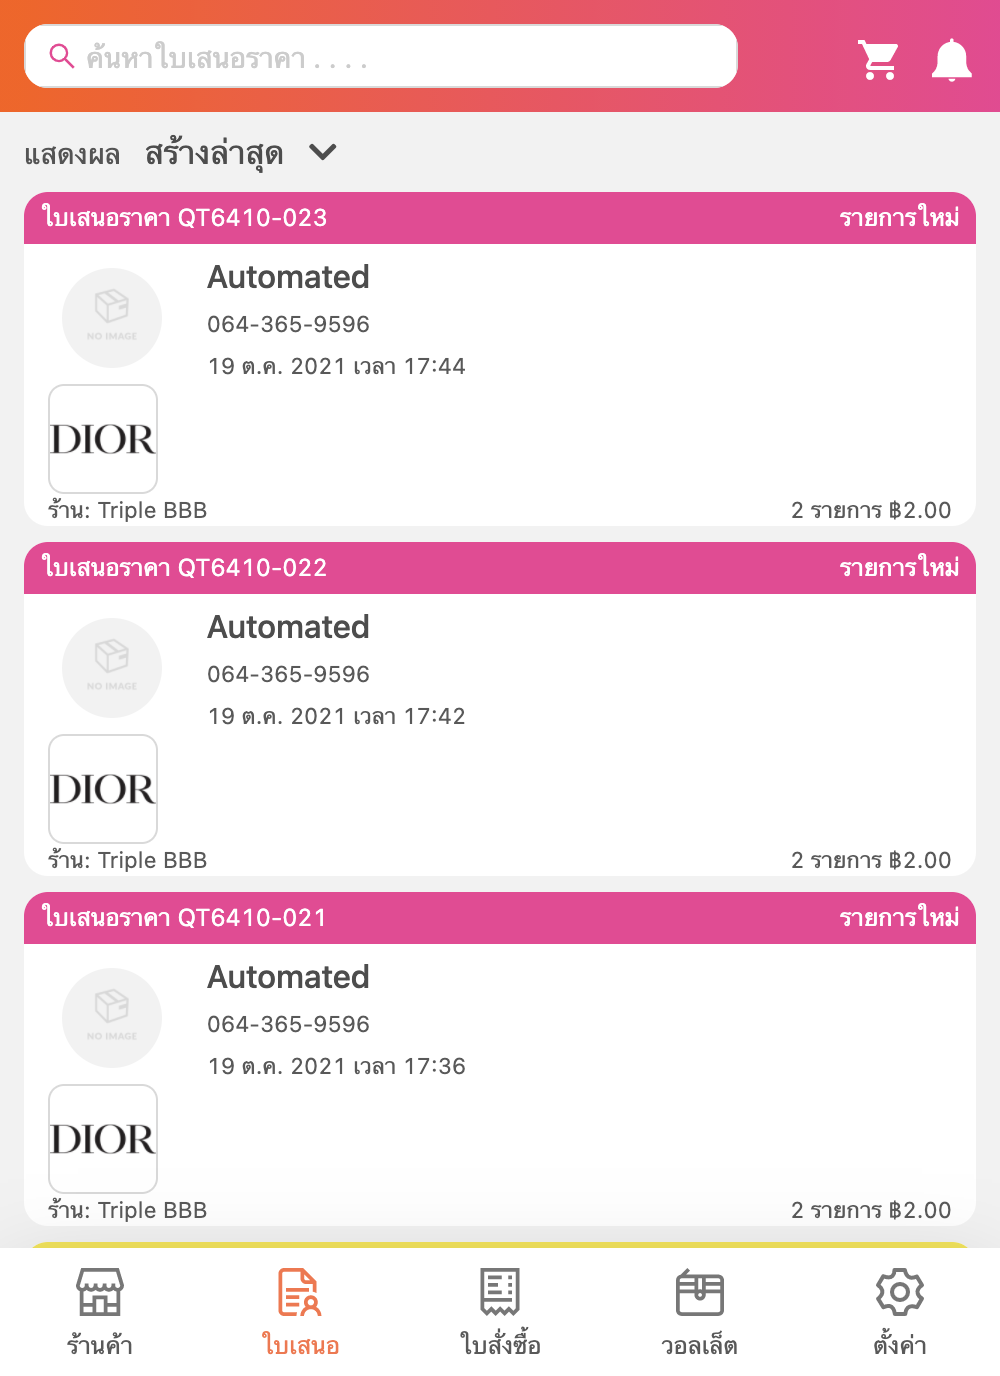 ค้นหาใบเสนอราคา . . . .
แสดงผล สร้างล่าสุด
ใบเสนอราคา QT6410-023 รายการใหม่
NO IMAGE
Automated
064-365-9596
19 ต.ค. 2021 เวลา 17:44
DIOR
ร้าน: Triple BBB 2 รายการ ฿2.00
ใบเสนอราคา QT6410-022 รายการใหม่
NO IMAGE
Automated
064-365-9596
19 ต.ค. 2021 เวลา 17:42
DIOR
ร้าน: Triple BBB 2 รายการ ฿2.00
ใบเสนอราคา QT6410-021 รายการใหม่
NO IMAGE
Automated
064-365-9596
19 ต.ค. 2021 เวลา 17:36
DIOR
ร้าน: Triple BBB 2 รายการ ฿2.00
ร้านค้า ใบเสนอ ใบสั่งซื้อ วอลเล็ต ตั้งค่า